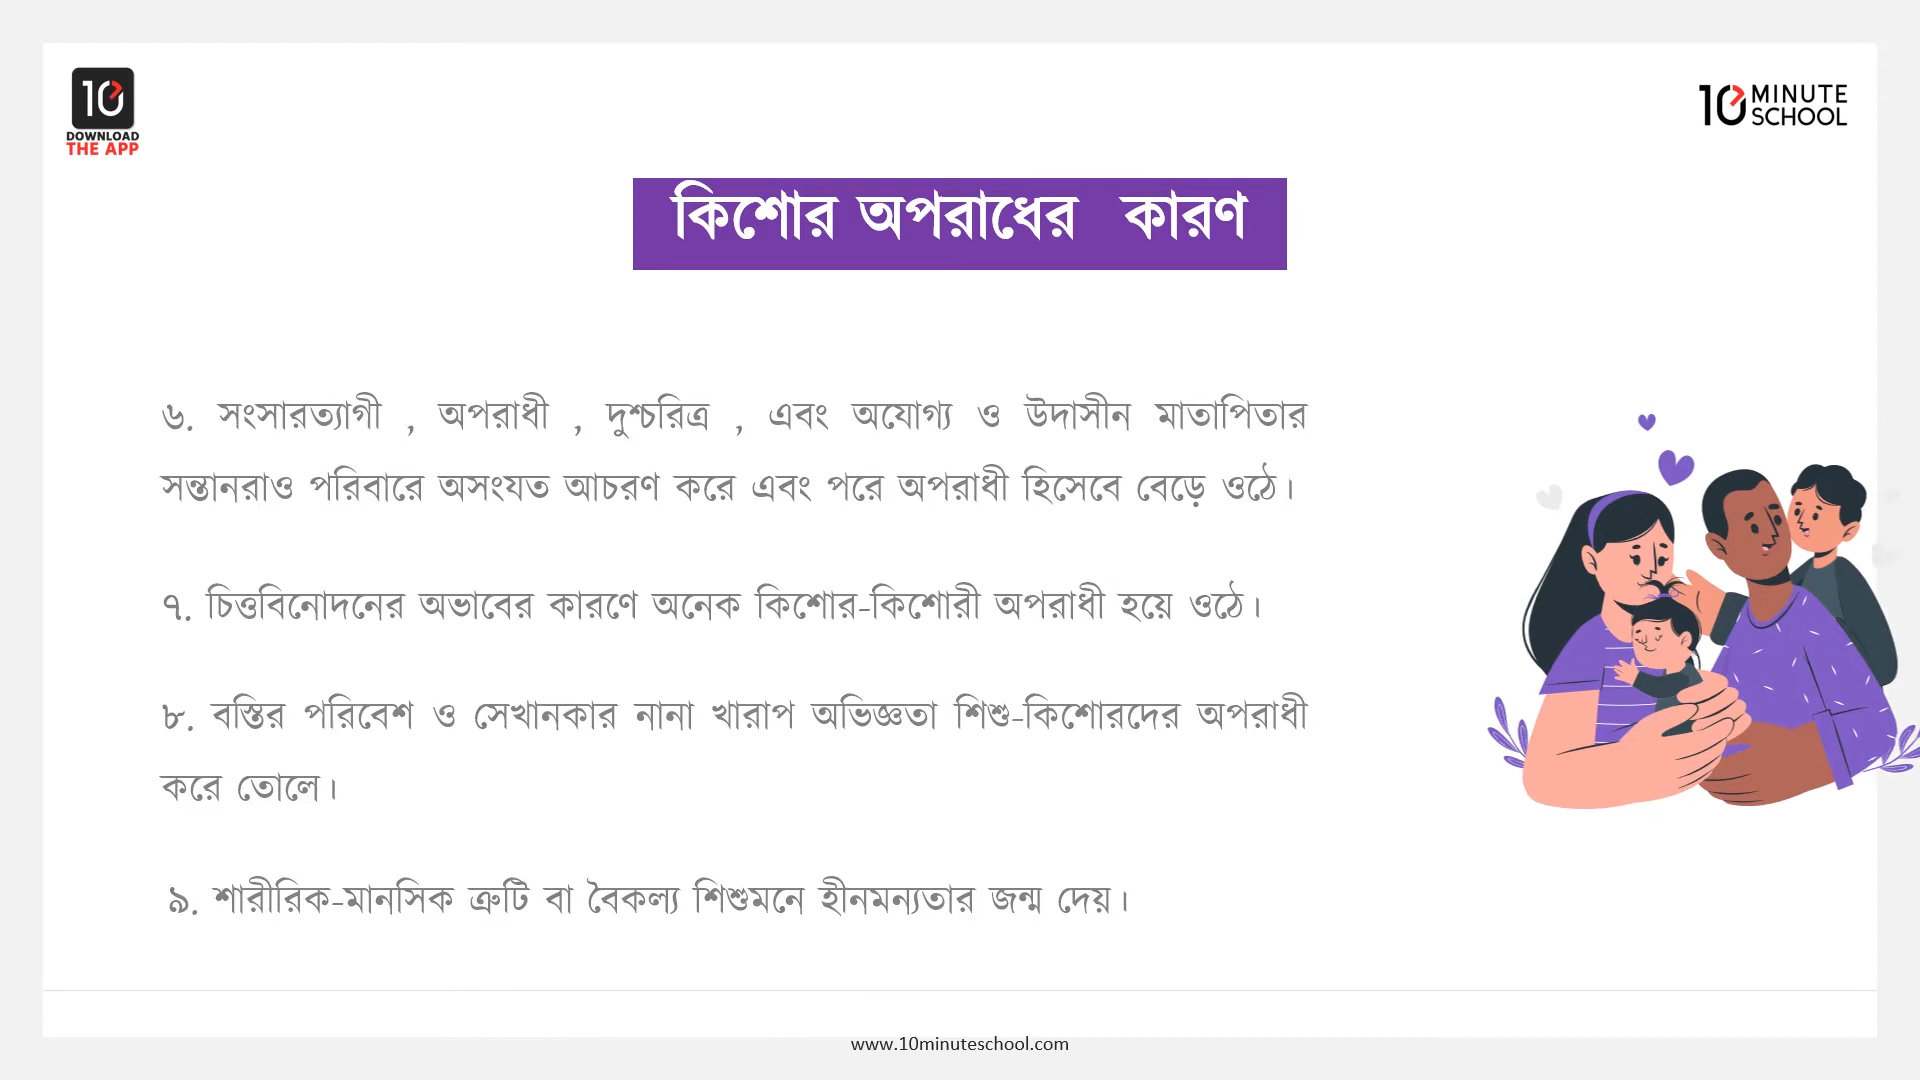 10
DOWNLOAD
THE APP
10 MINUTE
SCHOOL
কিশোর অপরাধের কারণ
৬. সংসারত্যাগী , অপরাধী , দুশ্চরিত্র , এবং অযোগ্য ও উদাসীন মাতাপিতার
সন্তানরাও পরিবারে অসংযত আচরণ করে এবং পরে অপরাধী হিসেবে বেড়ে ওঠে।
৭. চিত্তবিনোদনের অভাবের কারণে অনেক কিশোর-কিশোরী অপরাধী হয়ে ওঠে।
৮. বস্তির পরিবেশ ও সেখানকার নানা খারাপ অভিজ্ঞতা শিশু-কিশোরদের অপরাধী
করে তোলে।
৯. শারীরিক-মানসিক ত্রুটি বা বৈকল্য শিশুমনে হীনমন্যতার জন্ম দেয়।
www.10minuteschool.com